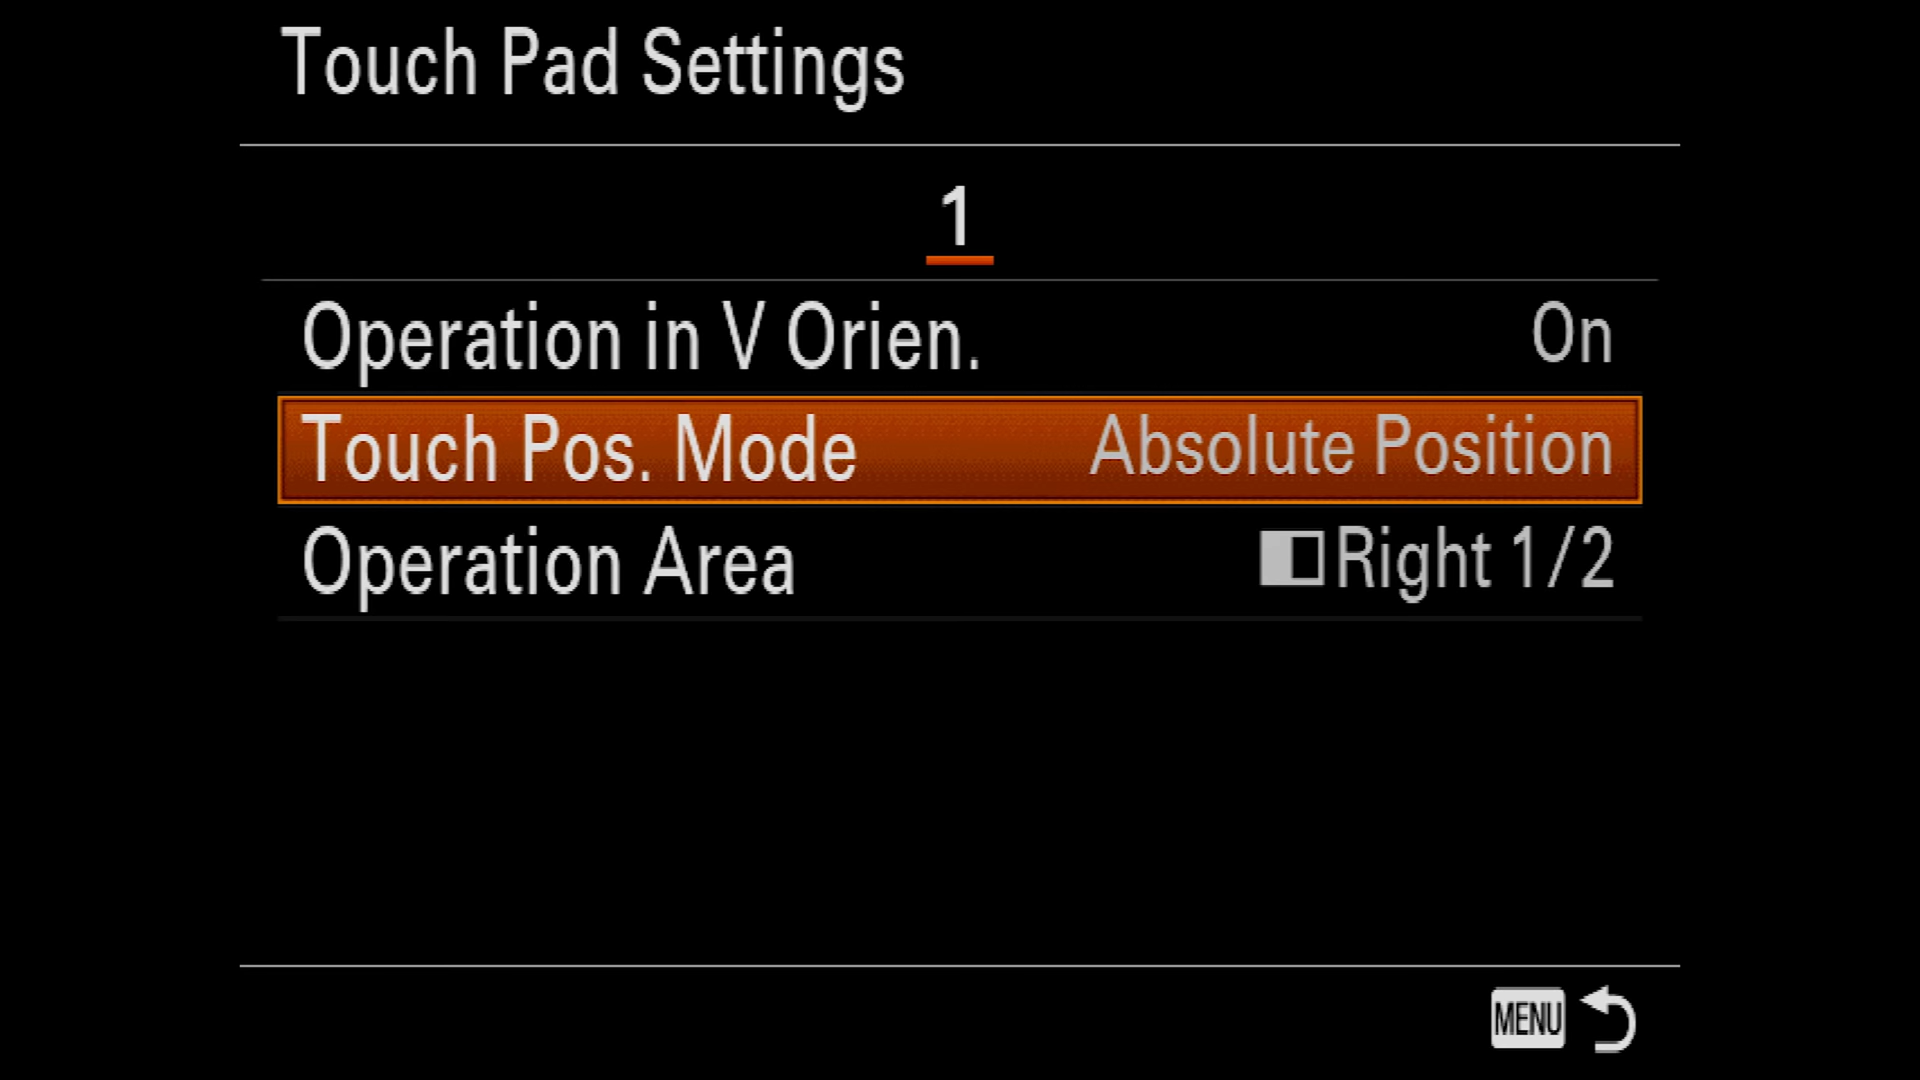 Touch Pad Settings
1
Operation in V Orien. On
Touch Pos. Mode Absolute Position
Operation Area Right 1/2
MENU